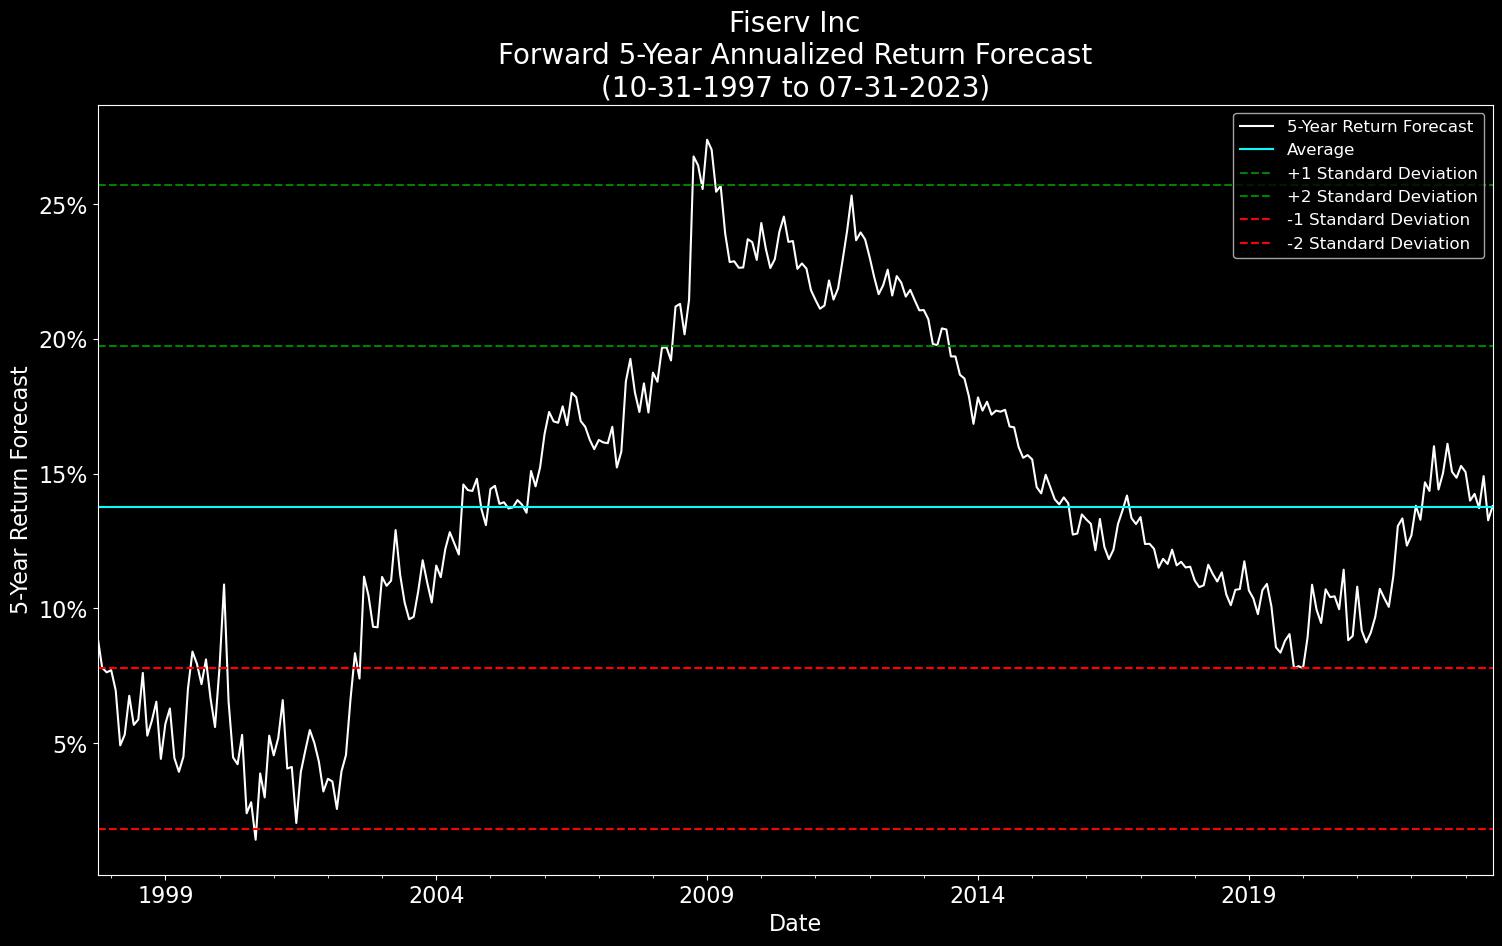 Fiserv Inc
Forward 5-Year Annualized Return Forecast
(10-31-1997 to 07-31-2023)
5-Year Return Forecast
Average
+1 Standard Deviation
+2 Standard Deviation
-1 Standard Deviation
-2 Standard Deviation
5-Year Return Forecast
25%
20%
15%
10%
5%
1999 2004 2009 2014 2019
Date